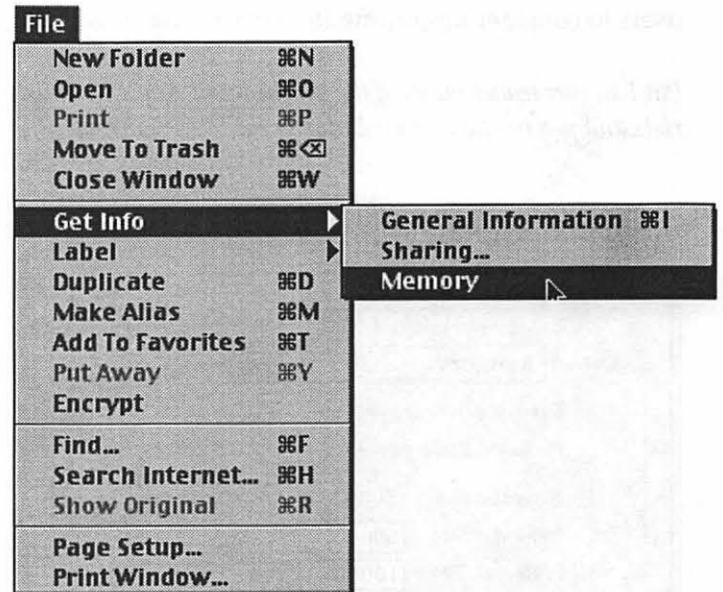 File
New Folder ⌘N
Open ⌘O
Print ⌘P
Move To Trash ⌘⌫
Close Window ⌘W
Get Info
Label
Duplicate ⌘D
Make Alias ⌘M
Add To Favorites ⌘T
Put Away ⌘Y
Encrypt
Find... ⌘F
Search Internet... ⌘H
Show Original ⌘R
Page Setup...
Print Window...
General Information ⌘I
Sharing...
Memory